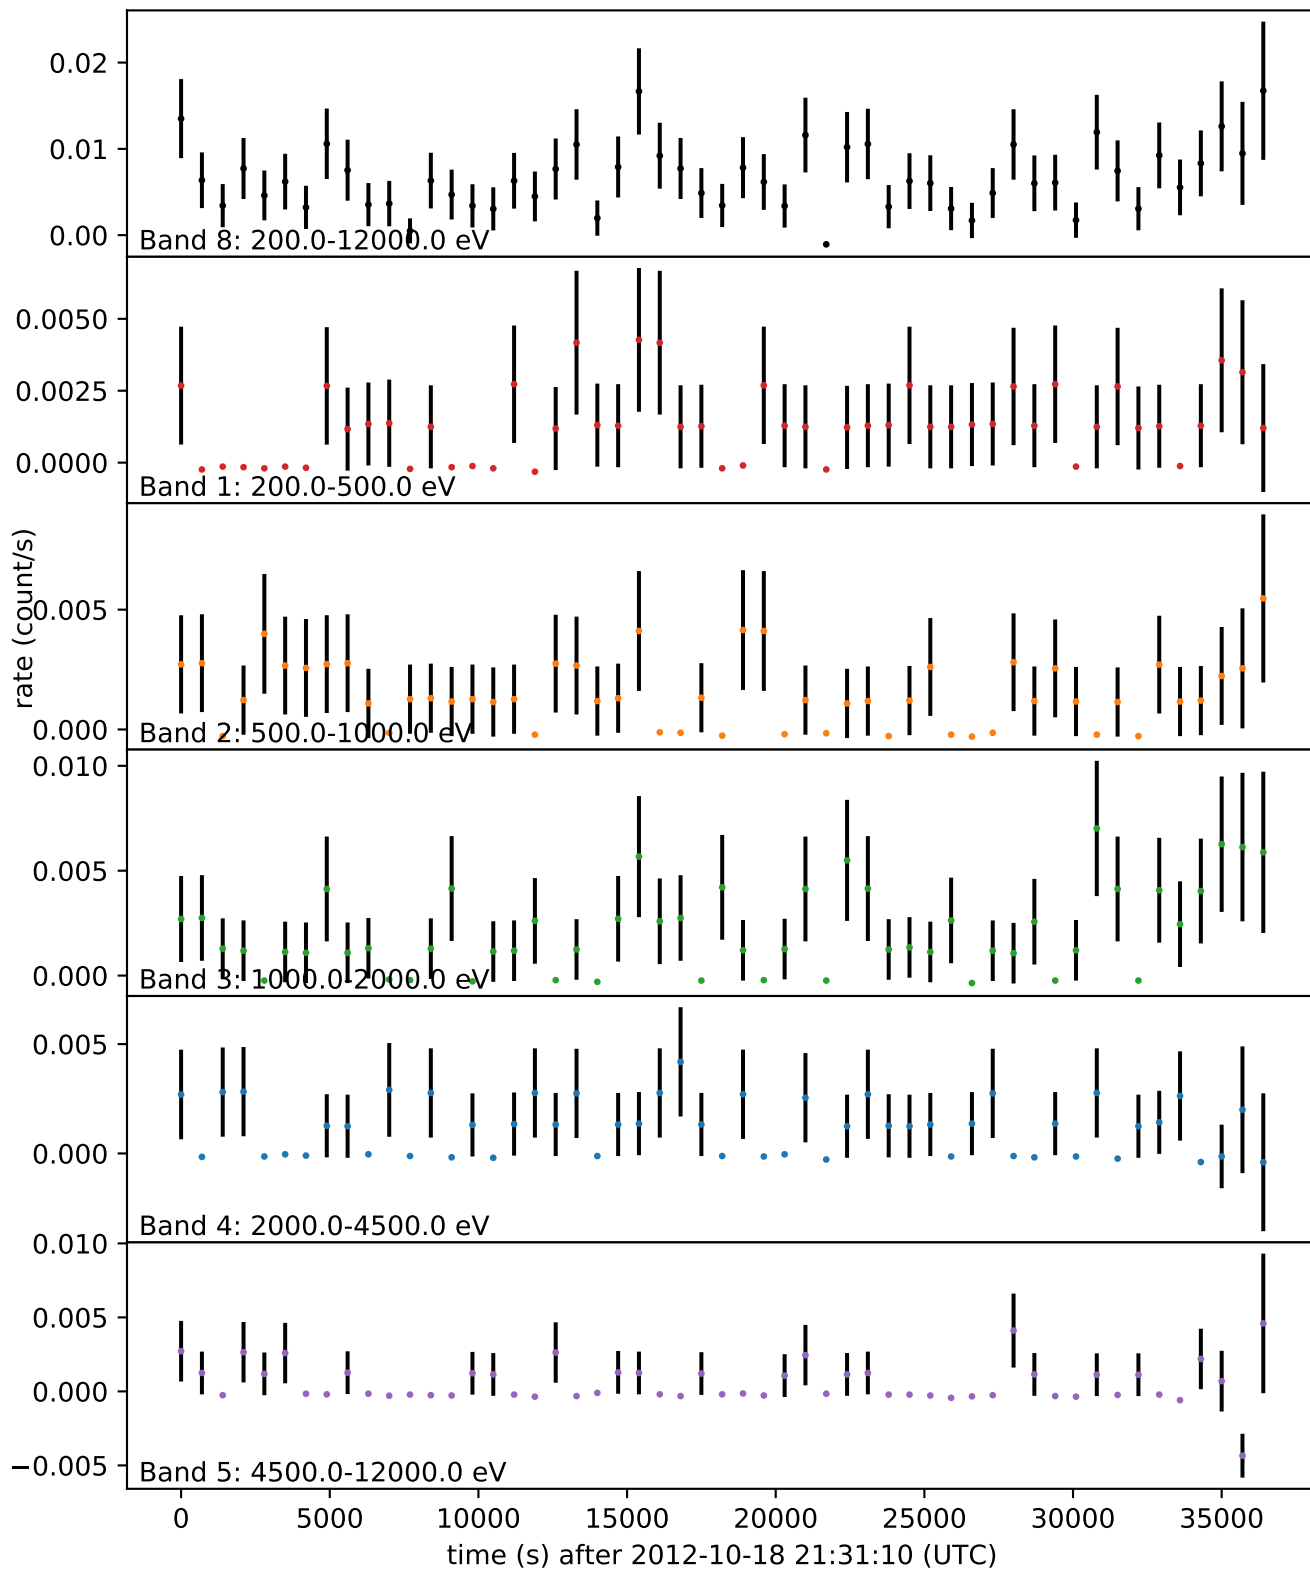 0.02
0.01
0.00
Band 8: 200.0-12000.0 eV
0.0050
0.0025
0.0000
Band 1: 200.0-500.0 eV
rate (count/s)
0.005
0.000
Band 2: 500.0-1000.0 eV
0.010
0.005
0.000
Band 3: 1000.0-2000.0 eV
0.005
0.000
Band 4: 2000.0-4500.0 eV
0.010
0.005
0.000
−0.005
Band 5: 4500.0-12000.0 eV
0 5000 10000 15000 20000 25000 30000 35000
time (s) after 2012-10-18 21:31:10 (UTC)